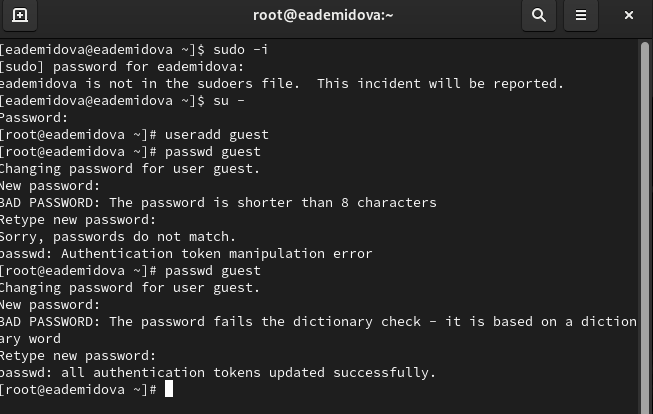 root@eademidova:~
[eademidova@eademidova ~]$ sudo -i
[sudo] password for eademidova:
eademidova is not in the sudoers file.  This incident will be reported.
[eademidova@eademidova ~]$ su -
Password:
[root@eademidova ~]# useradd guest
[root@eademidova ~]# passwd guest
Changing password for user guest.
New password:
BAD PASSWORD: The password is shorter than 8 characters
Retype new password:
Sorry, passwords do not match.
passwd: Authentication token manipulation error
[root@eademidova ~]# passwd guest
Changing password for user guest.
New password:
BAD PASSWORD: The password fails the dictionary check - it is based on a diction
ary word
Retype new password:
passwd: all authentication tokens updated successfully.
[root@eademidova ~]#